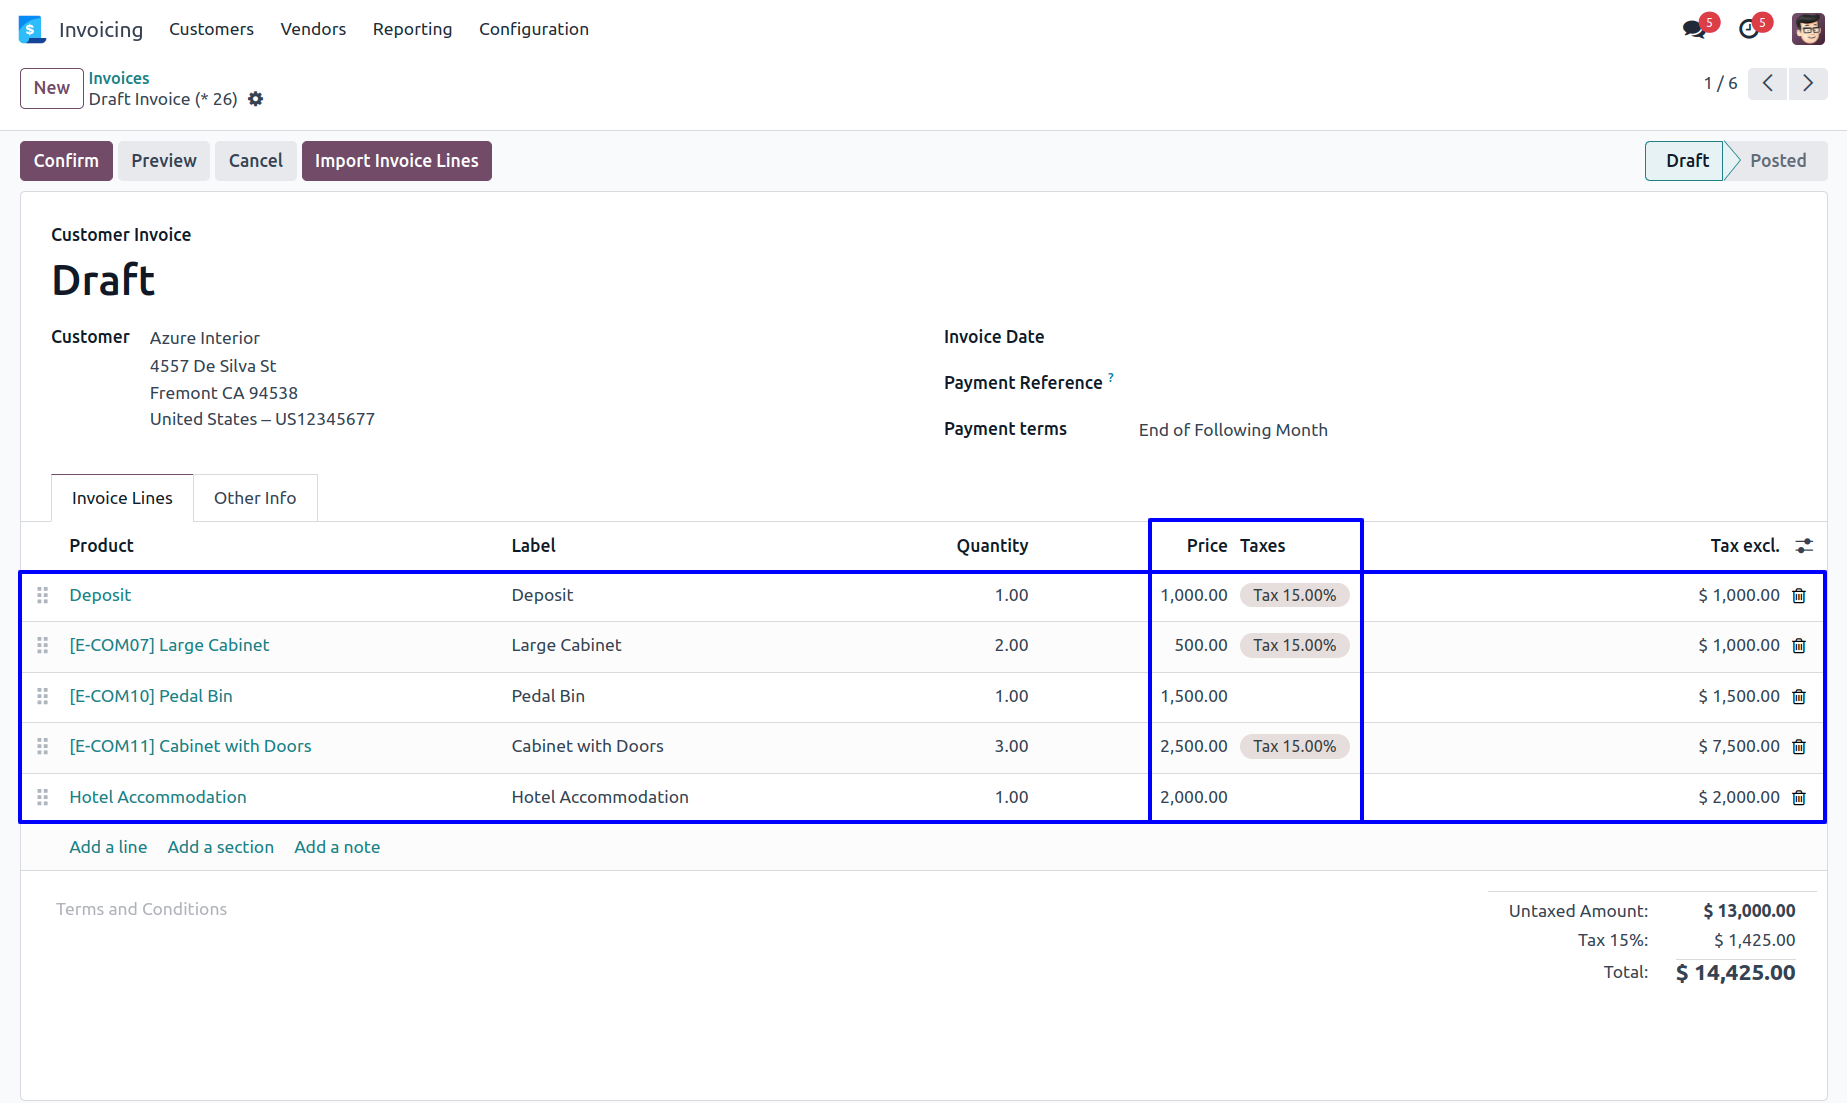 Invoicing Customers Vendors Reporting Configuration 5 5
New Invoices
Draft Invoice (* 26) 1 / 6
Confirm Preview Cancel Import Invoice Lines Draft Posted
Customer Invoice
Draft
Customer Azure Interior Invoice Date
4557 De Silva St
Fremont CA 94538 Payment Reference ?
United States – US12345677
Payment terms End of Following Month
Invoice Lines Other Info
Product Label Quantity Price Taxes Tax excl.
Deposit Deposit 1.00 1,000.00 Tax 15.00% $ 1,000.00
[E-COM07] Large Cabinet Large Cabinet 2.00 500.00 Tax 15.00% $ 1,000.00
[E-COM10] Pedal Bin Pedal Bin 1.00 1,500.00 $ 1,500.00
[E-COM11] Cabinet with Doors Cabinet with Doors 3.00 2,500.00 Tax 15.00% $ 7,500.00
Hotel Accommodation Hotel Accommodation 1.00 2,000.00 $ 2,000.00
Add a line Add a section Add a note
Terms and Conditions Untaxed Amount: $ 13,000.00
Tax 15%: $ 1,425.00
Total: $ 14,425.00